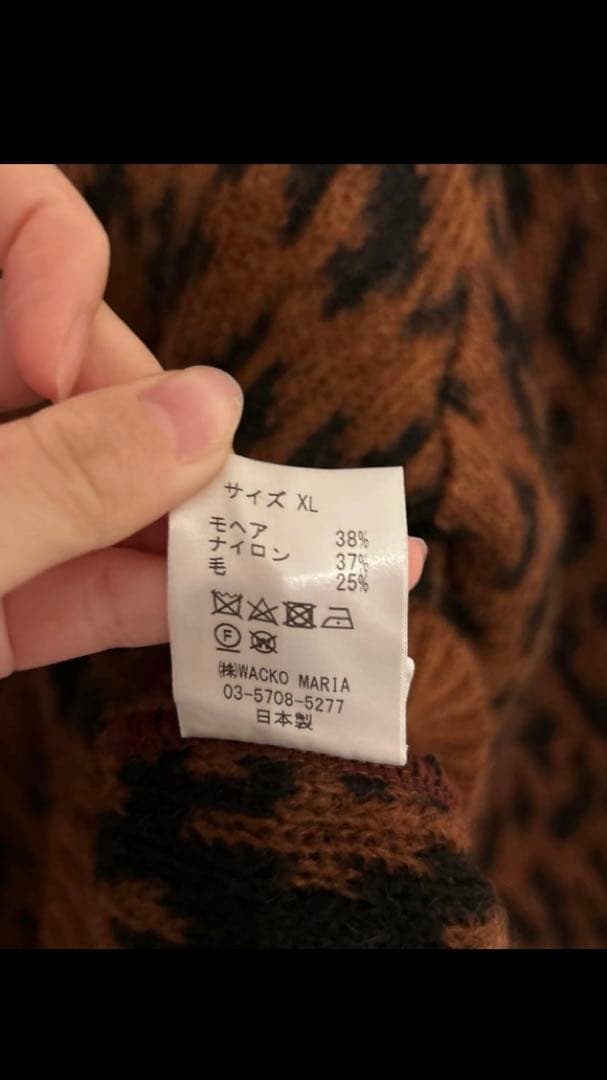 サイズ XL
モヘア 38%
ナイロン 37%
毛 25%
F W
(株)WACKO MARIA
03-5708-5277
日本製